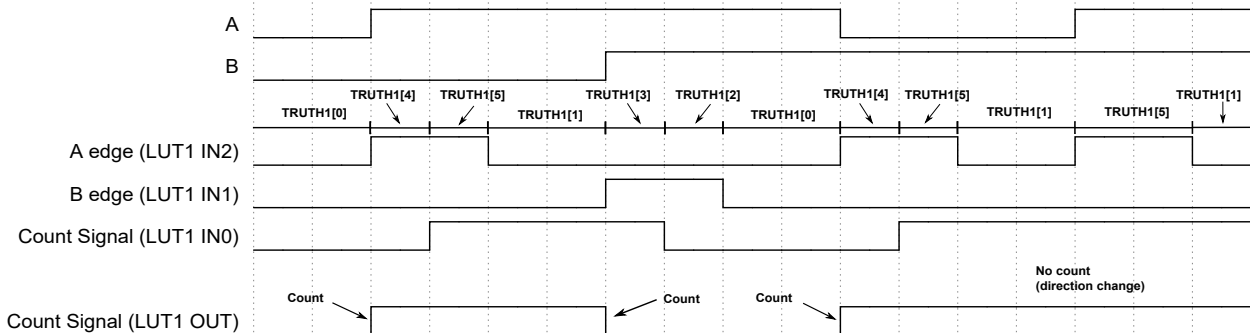 A
B
TRUTH1[0]
TRUTH1[4]
TRUTH1[5]
TRUTH1[1]
TRUTH1[3]
TRUTH1[2]
TRUTH1[0]
TRUTH1[4]
TRUTH1[5]
TRUTH1[1]
TRUTH1[5]
TRUTH1[1]
A edge (LUT1 IN2)
B edge (LUT1 IN1)
Count Signal (LUT1 IN0)
No count
(direction change)
Count
Count
Count
Count Signal (LUT1 OUT)